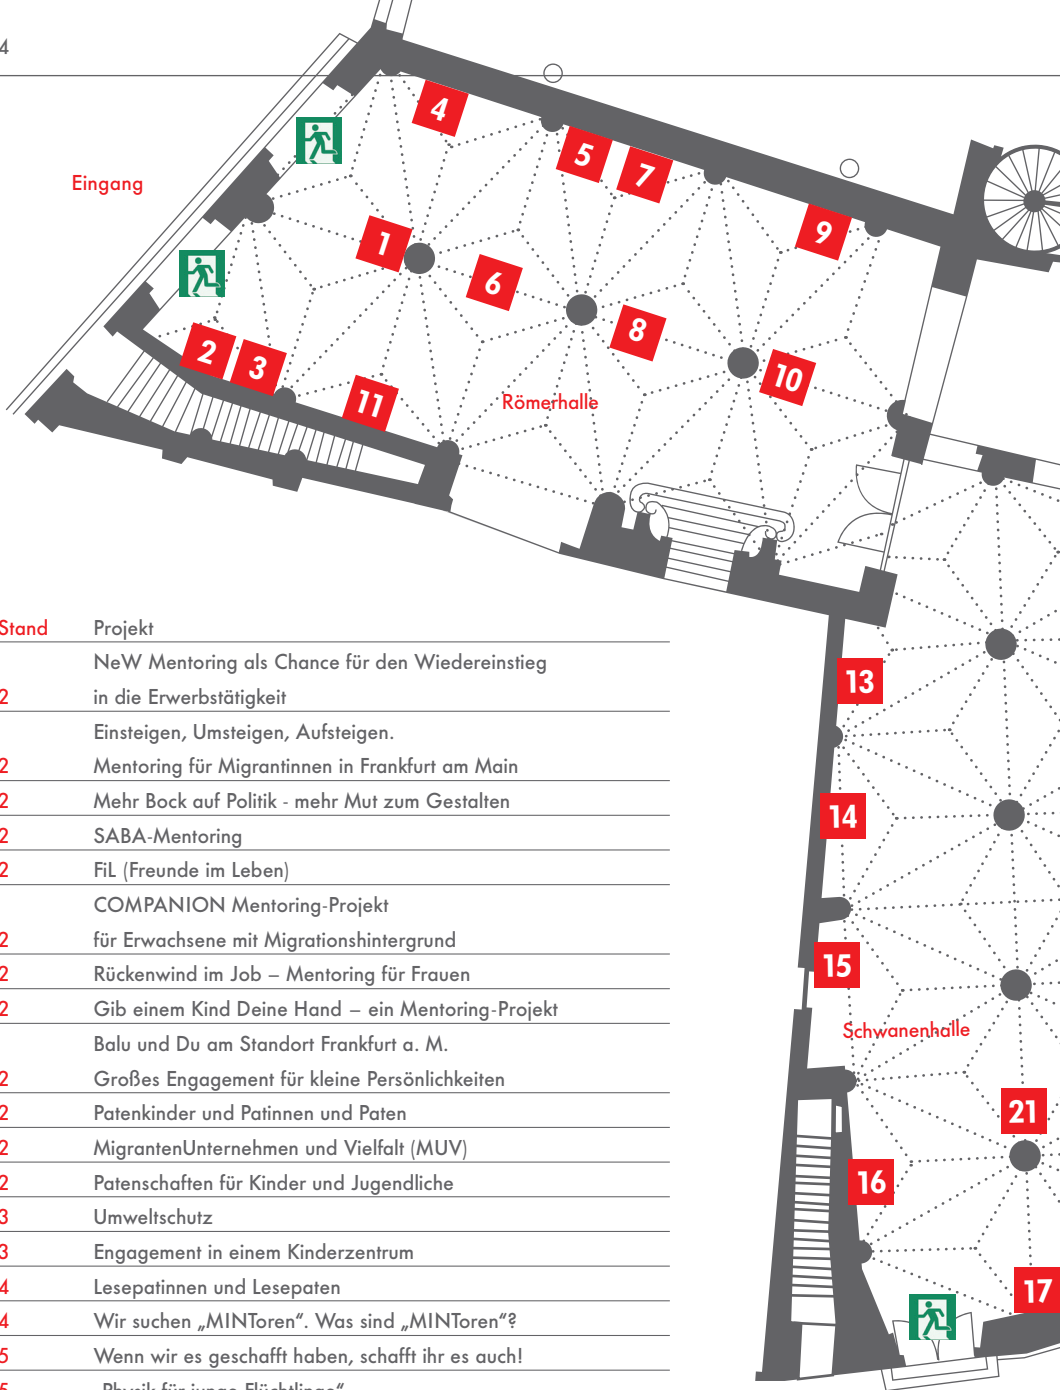 4
Eingang
4
5
7
9
1
6
8
10
2
3
11
Römerhalle
Stand Projekt
NeW Mentoring als Chance für den Wiedereinstieg
2 in die Erwerbstätigkeit
Einsteigen, Umsteigen, Aufsteigen.
2 Mentoring für Migrantinnen in Frankfurt am Main
2 Mehr Bock auf Politik - mehr Mut zum Gestalten
2 SABA-Mentoring
2 FiL (Freunde im Leben)
COMPANION Mentoring-Projekt
2 für Erwachsene mit Migrationshintergrund
2 Rückenwind im Job – Mentoring für Frauen
2 Gib einem Kind Deine Hand – ein Mentoring-Projekt
Balu und Du am Standort Frankfurt a. M.
2 Großes Engagement für kleine Persönlichkeiten
2 Patenkinder und Patinnen und Paten
2 MigrantenUnternehmen und Vielfalt (MUV)
2 Patenschaften für Kinder und Jugendliche
3 Umweltschutz
3 Engagement in einem Kinderzentrum
4 Lesepatinnen und Lesepaten
4 Wir suchen „MINToren“. Was sind „MINToren“?
5 Wenn wir es geschafft haben, schafft ihr es auch!
5 „Physik für junge Flüchtlinge“
13
14
15
Schwanenhalle
21
16
17